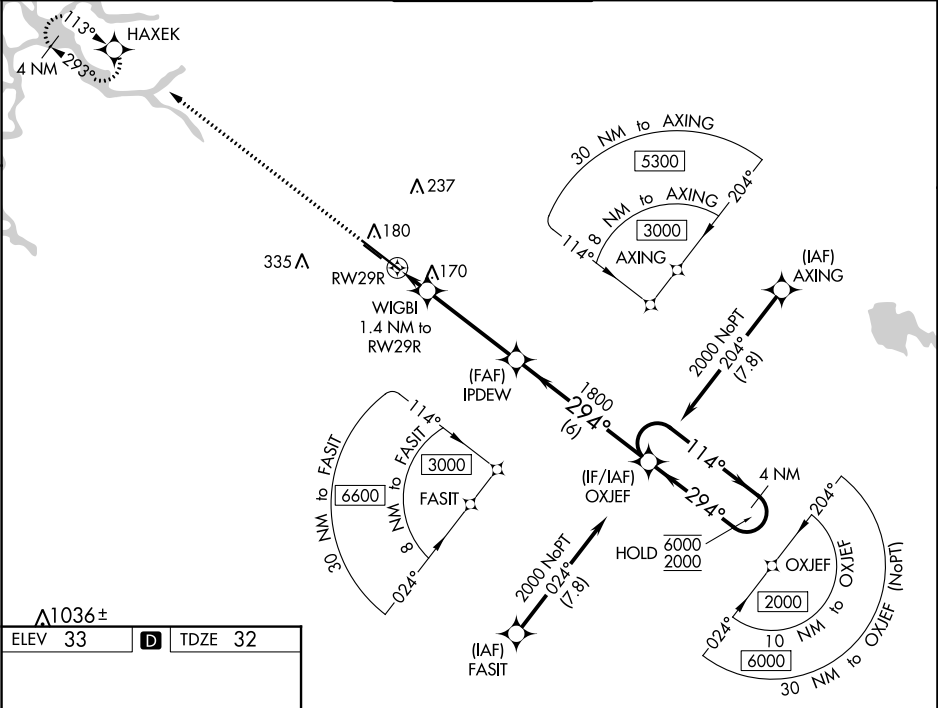 113°
HAXEK
4 NM
293°
30 NM to AXING
5300
237
8 NM to AXING
204°
3000
180
AXING
114°
335
(IAF)
AXING
RW29R
170
WIGBI
1.4 NM to
RW29R
2000 NoPT
204°
(7.8)
(FAF)
IPDEW
1800
294°
(6)
114°
30 NM to FASIT
8 NM to FASIT
3000
6600
FASIT
024°
114°
4 NM
(IF/IAF)
OXJEF
294°
204°
HOLD
6000
2000
OXJEF
2000 NoPT
024°
(7.8)
2000
024°
10 NM to OXJEF
6000
30 NM to OXJEF (NoPT)
1036±
ELEV 33
D
TDZE 32
(IAF)
FASIT